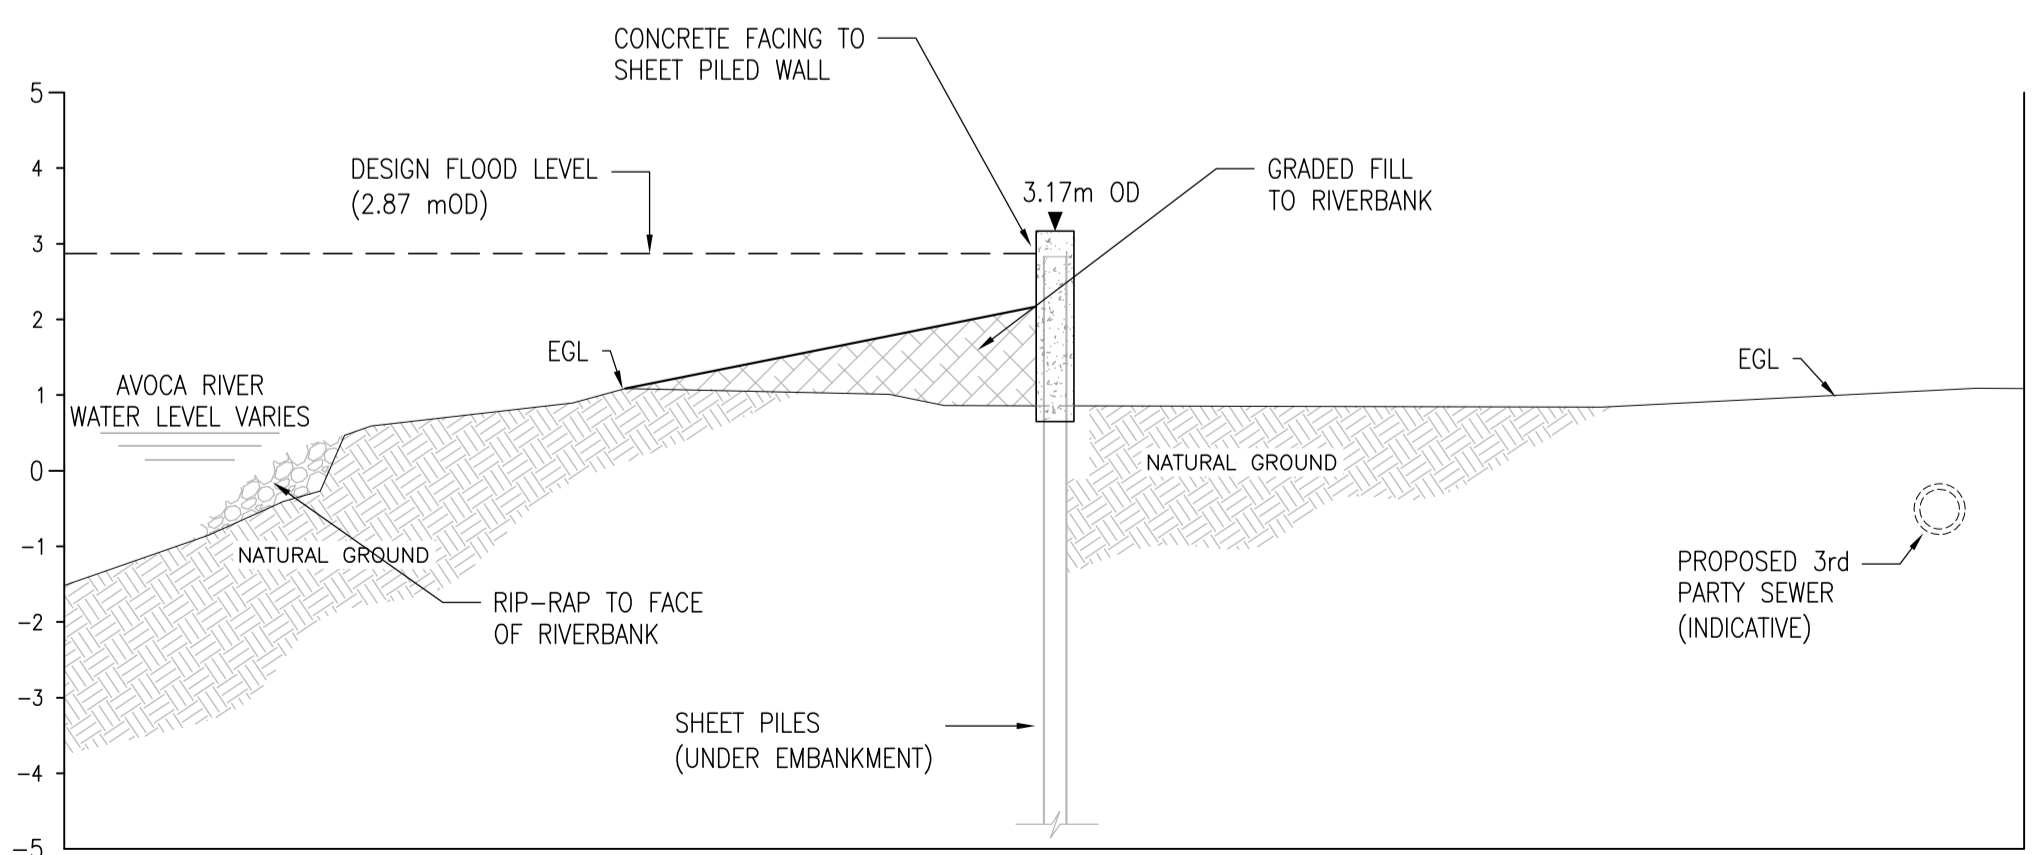 CONCRETE FACING TO
SHEET PILED WALL
5
DESIGN FLOOD LEVEL
(2.87 mOD)
4
GRADED FILL
TO RIVERBANK
3.17m OD
3
2
EGL
EGL
AVOCA RIVER
WATER LEVEL VARIES
1
0
NATURAL GROUND
NATURAL GROUND
-1
PROPOSED 3rd
PARTY SEWER
(INDICATIVE)
RIP-RAP TO FACE
OF RIVERBANK
-2
-3
SHEET PILES
(UNDER EMBANKMENT)
-4
-5